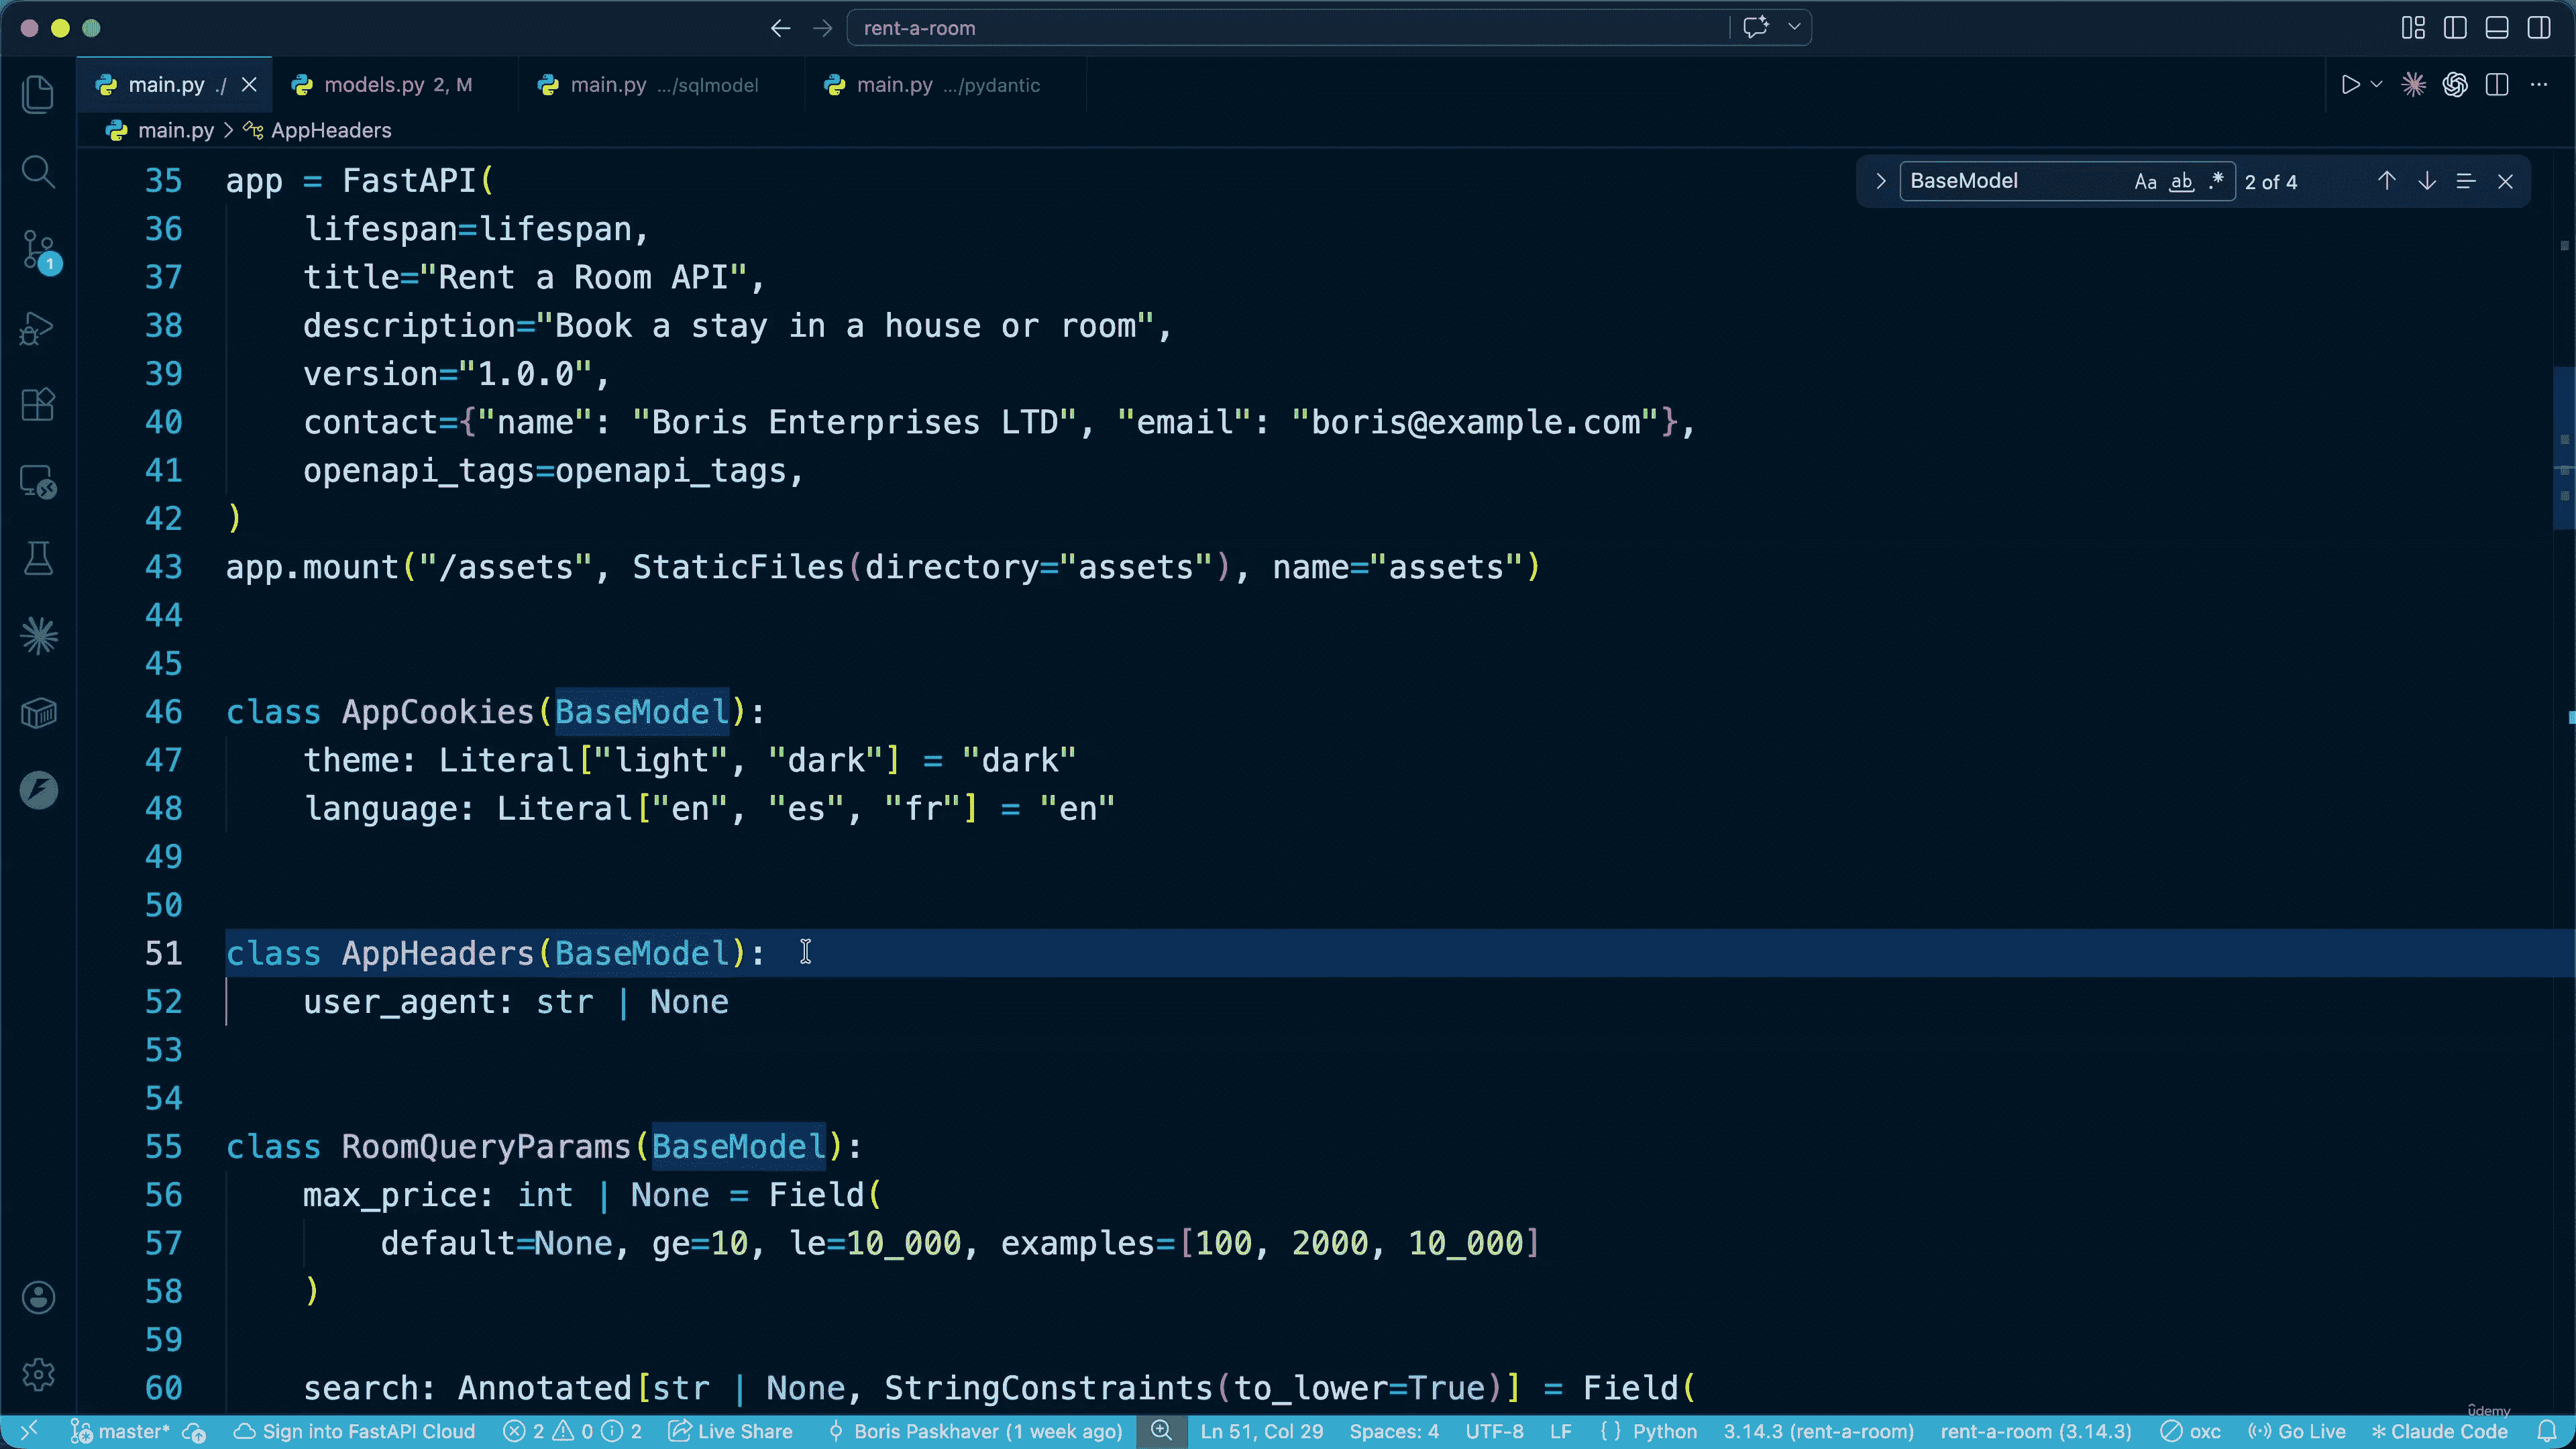 rent-a-room
main.py ./
models.py 2, M
main.py .../sqlmodel
main.py .../pydantic
main.py > AppHeaders
BaseModel Aa ab .* 2 of 4
35 app = FastAPI(
36 lifespan=lifespan,
37 title="Rent a Room API",
38 description="Book a stay in a house or room",
39 version="1.0.0",
40 contact={"name": "Boris Enterprises LTD", "email": "boris@example.com"},
41 openapi_tags=openapi_tags,
42 )
43 app.mount("/assets", StaticFiles(directory="assets"), name="assets")
44
45
46 class AppCookies(BaseModel):
47 theme: Literal["light", "dark"] = "dark"
48 language: Literal["en", "es", "fr"] = "en"
49
50
51 class AppHeaders(BaseModel):
52 user_agent: str | None
53
54
55 class RoomQueryParams(BaseModel):
56 max_price: int | None = Field(
57 default=None, ge=10, le=10_000, examples=[100, 2000, 10_000]
58 )
59
60 search: Annotated[str | None, StringConstraints(to_lower=True)] = Field(
1
ûdemy
master* Sign into FastAPI Cloud 2 0 2 Live Share Boris Paskhaver (1 week ago) Ln 51, Col 29 Spaces: 4 UTF-8 LF { } Python 3.14.3 (rent-a-room) rent-a-room (3.14.3) oxc Go Live Claude Code